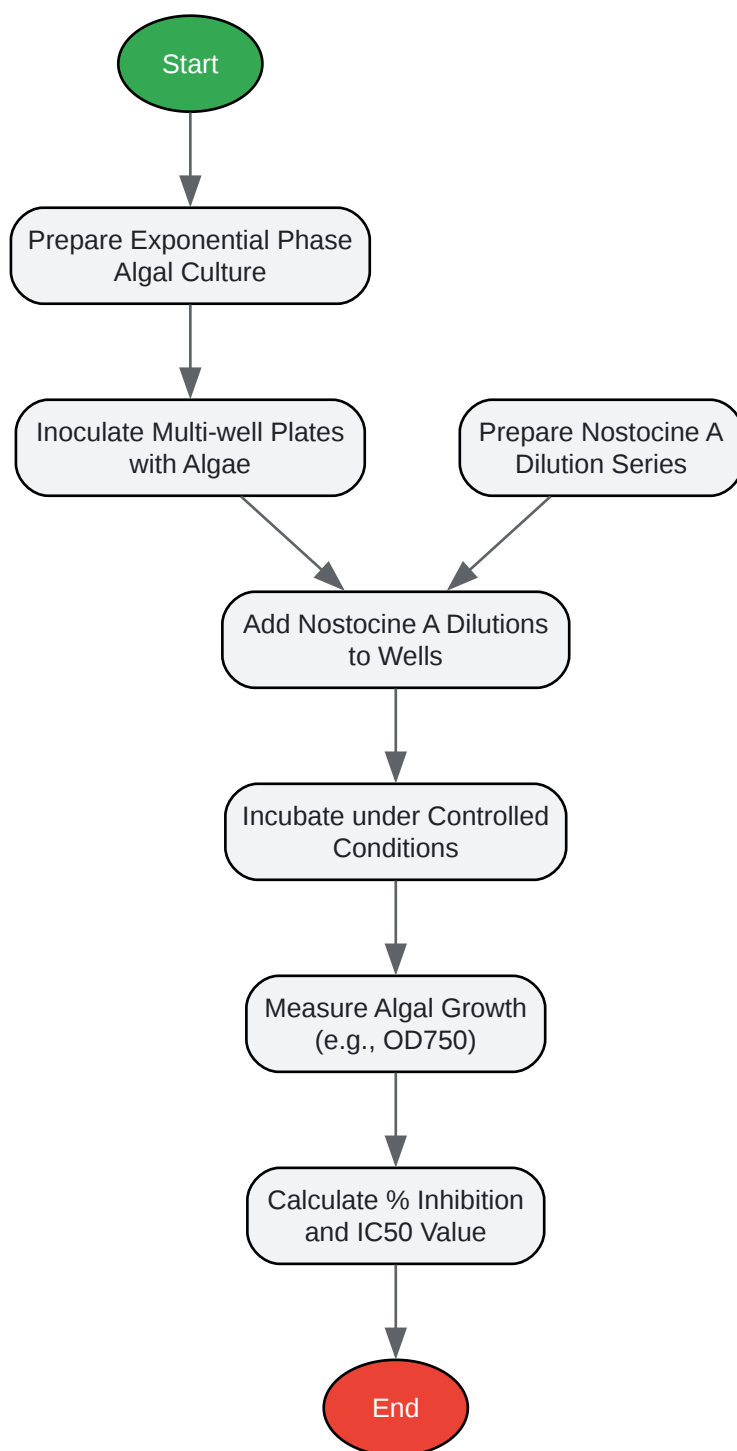 Start
Prepare Exponential Phase
Algal Culture
Inoculate Multi-well Plates
with Algae
Prepare Nostocine A
Dilution Series
Add Nostocine A Dilutions
to Wells
Incubate under Controlled
Conditions
Measure Algal Growth
(e.g., OD750)
Calculate % Inhibition
and IC50 Value
End